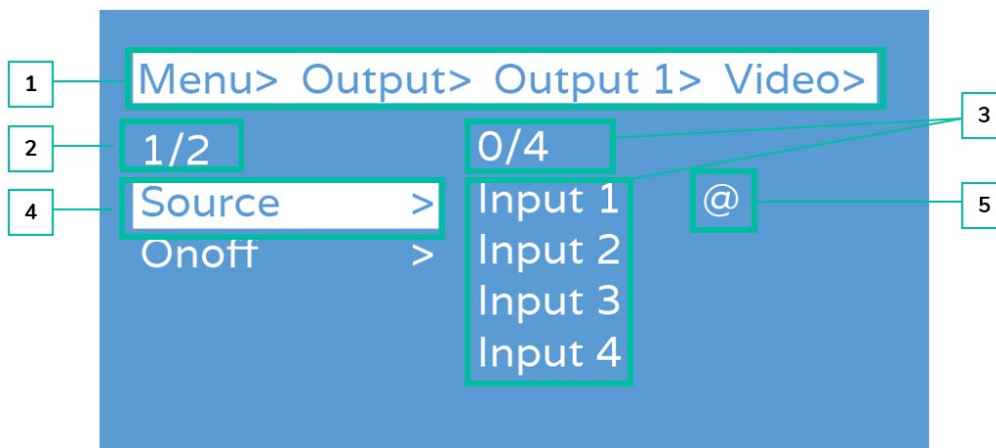 1 Menu> Output> Output 1> Video>
3
2 1/2 0/4
4 Source > Input 1 @ 5
Onoff > Input 2
Input 3
Input 4